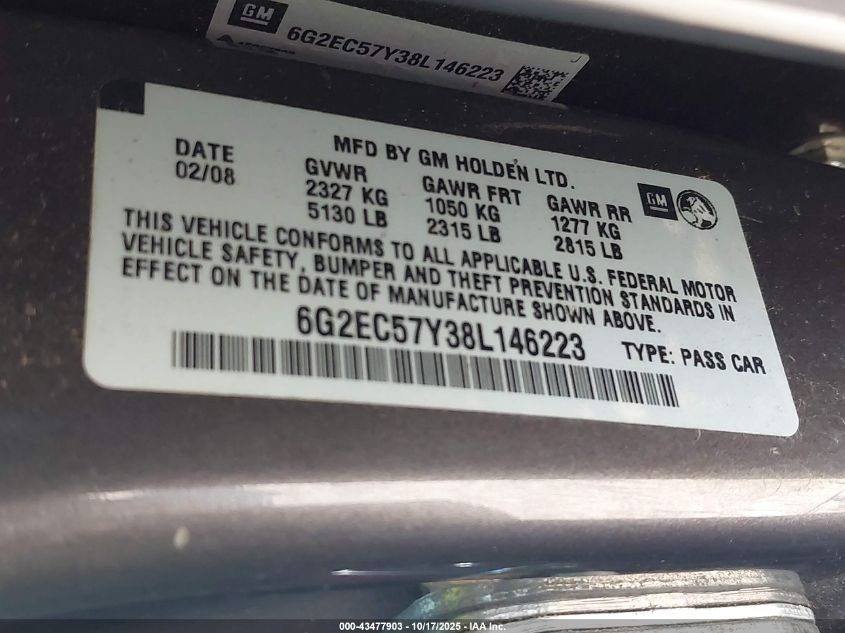 GM
6G2EC57Y38L146223
MFD BY GM HOLDEN LTD.
DATE
02/08
GVWR
2327 KG
5130 LB
GAWR FRT
1050 KG
2315 LB
GAWR RR
1277 KG
2815 LB
GM
THIS VEHICLE CONFORMS TO ALL APPLICABLE U.S. FEDERAL MOTOR
VEHICLE SAFETY, BUMPER AND THEFT PREVENTION STANDARDS IN
EFFECT ON THE DATE OF MANUFACTURE SHOWN ABOVE.
6G2EC57Y38L146223
TYPE: PASS CAR
000-43477903 - 10/17/2025 - IAA Inc.